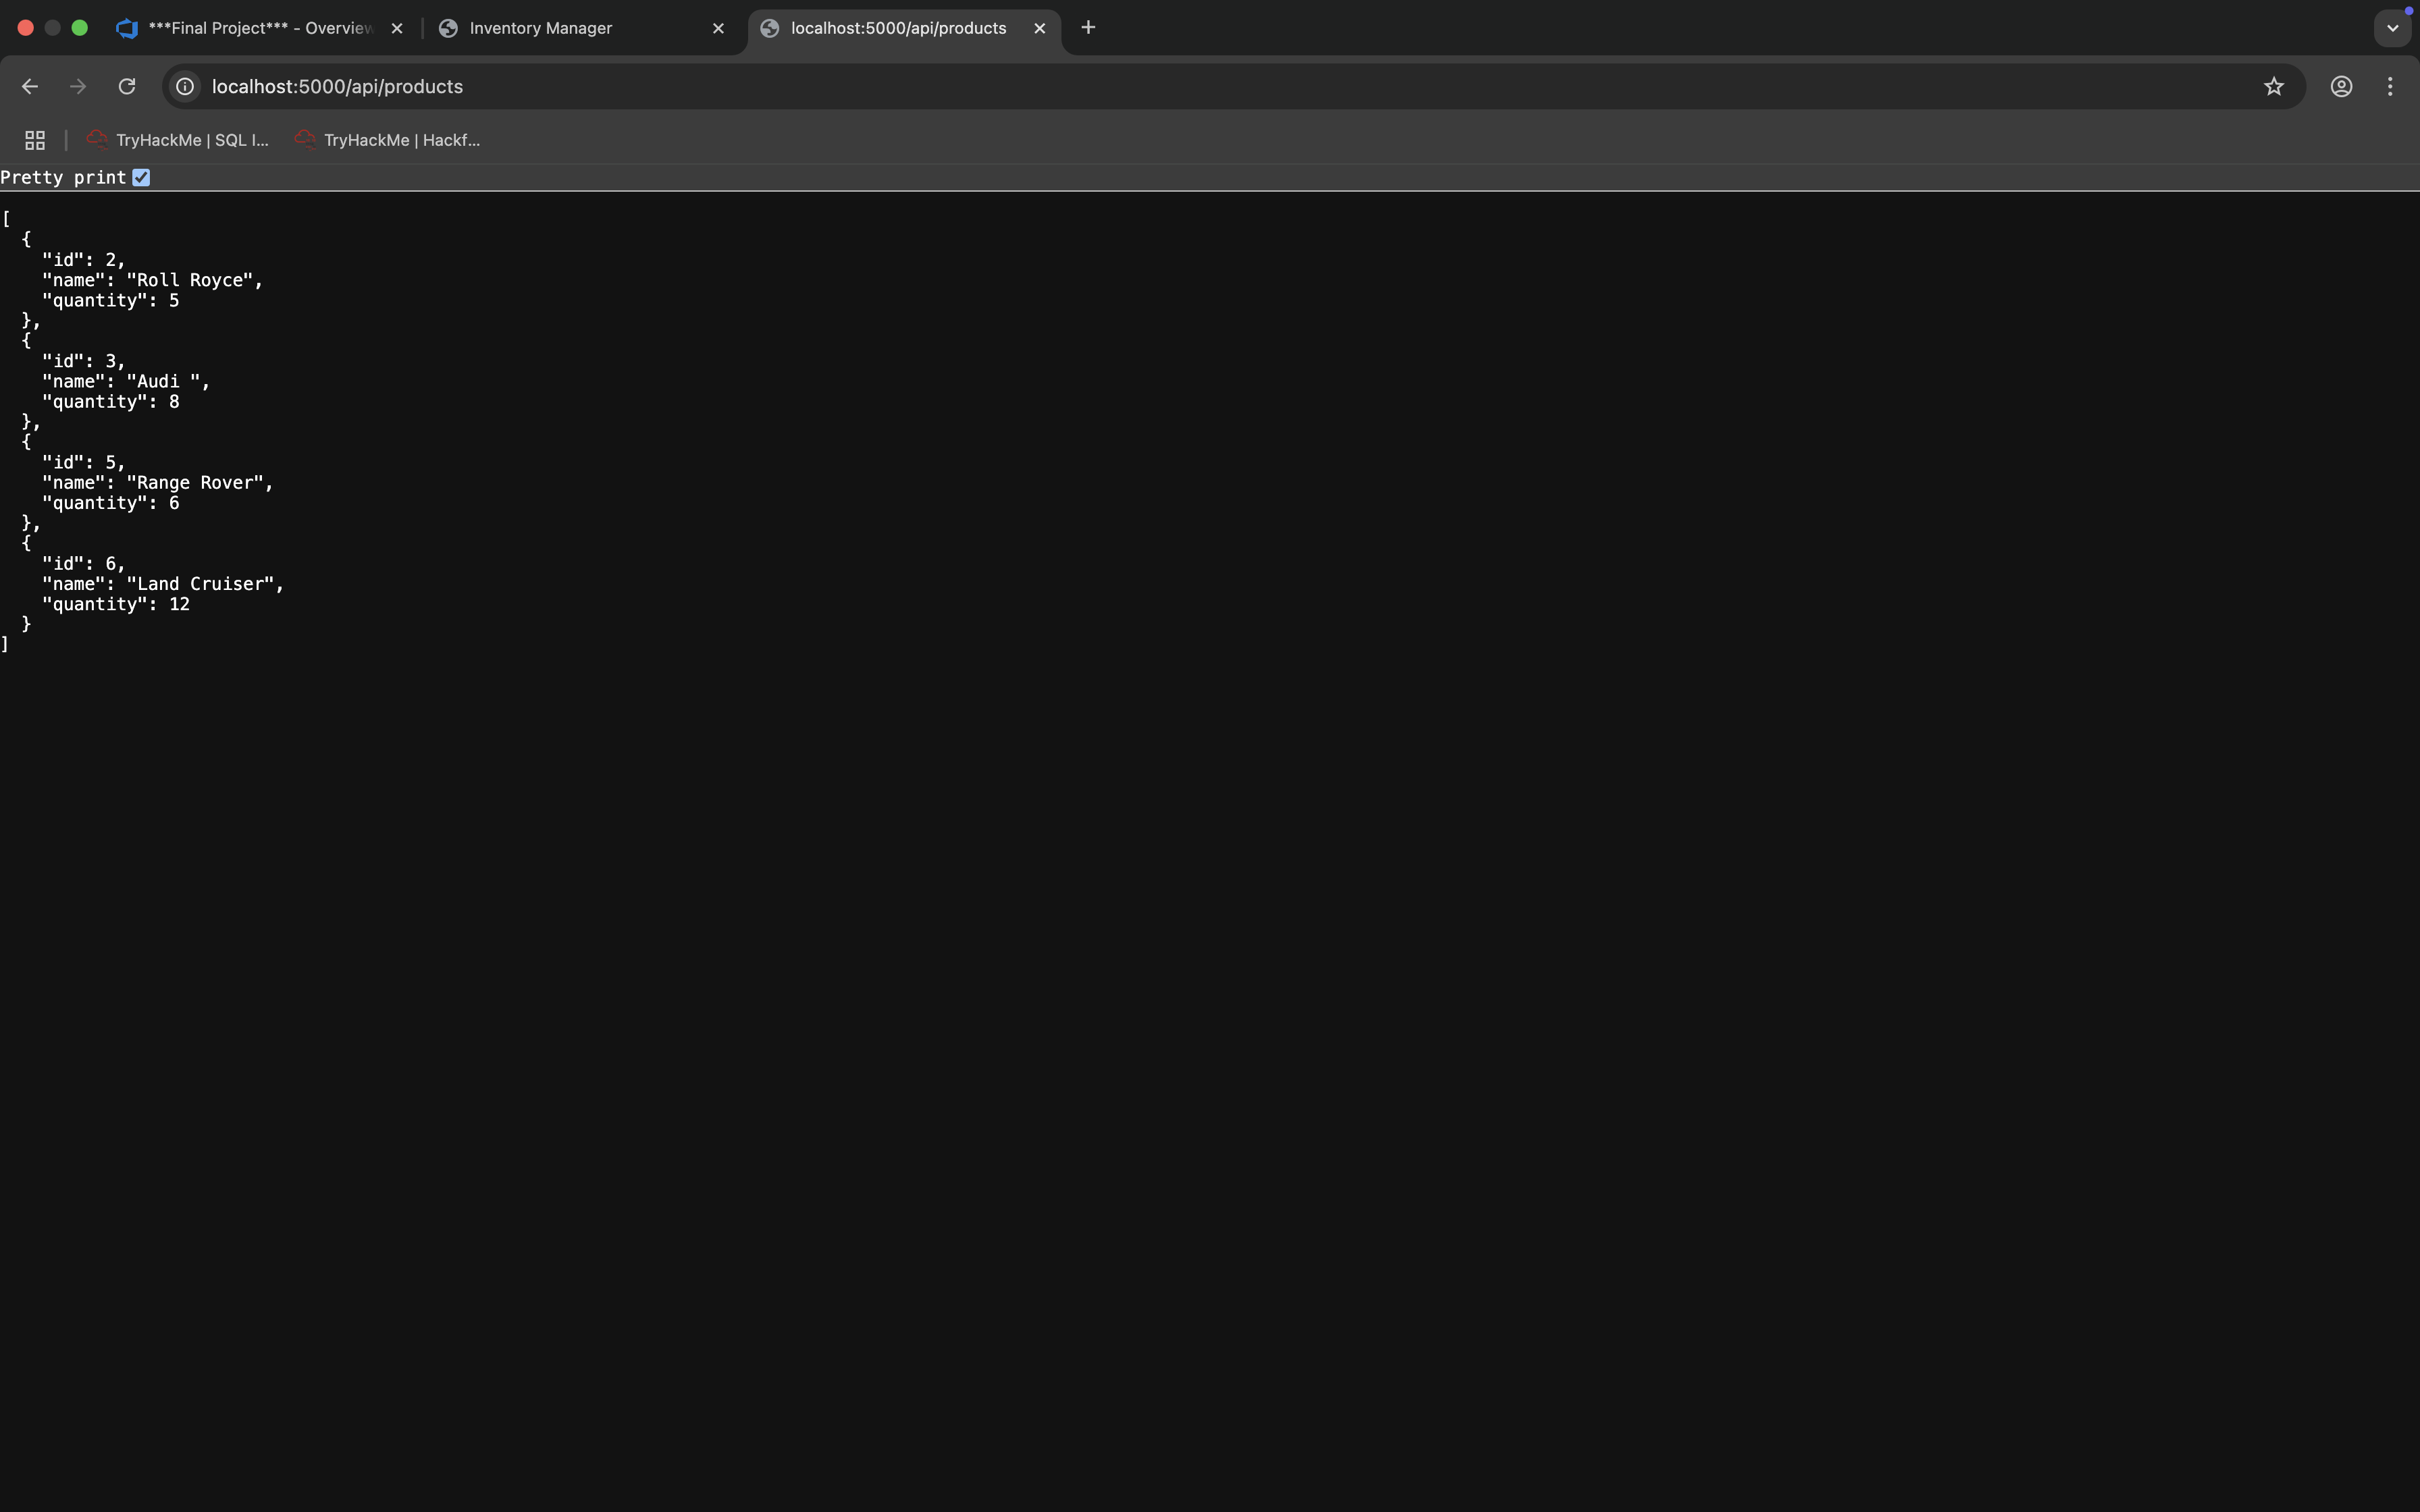 ***Final Project*** - Overview
Inventory Manager
localhost:5000/api/products
localhost:5000/api/products
TryHackMe | SQL I...
TryHackMe | Hackf...
Pretty print
[
  {
    "id": 2,
    "name": "Roll Royce",
    "quantity": 5
  },
  {
    "id": 3,
    "name": "Audi ",
    "quantity": 8
  },
  {
    "id": 5,
    "name": "Range Rover",
    "quantity": 6
  },
  {
    "id": 6,
    "name": "Land Cruiser",
    "quantity": 12
  }
]